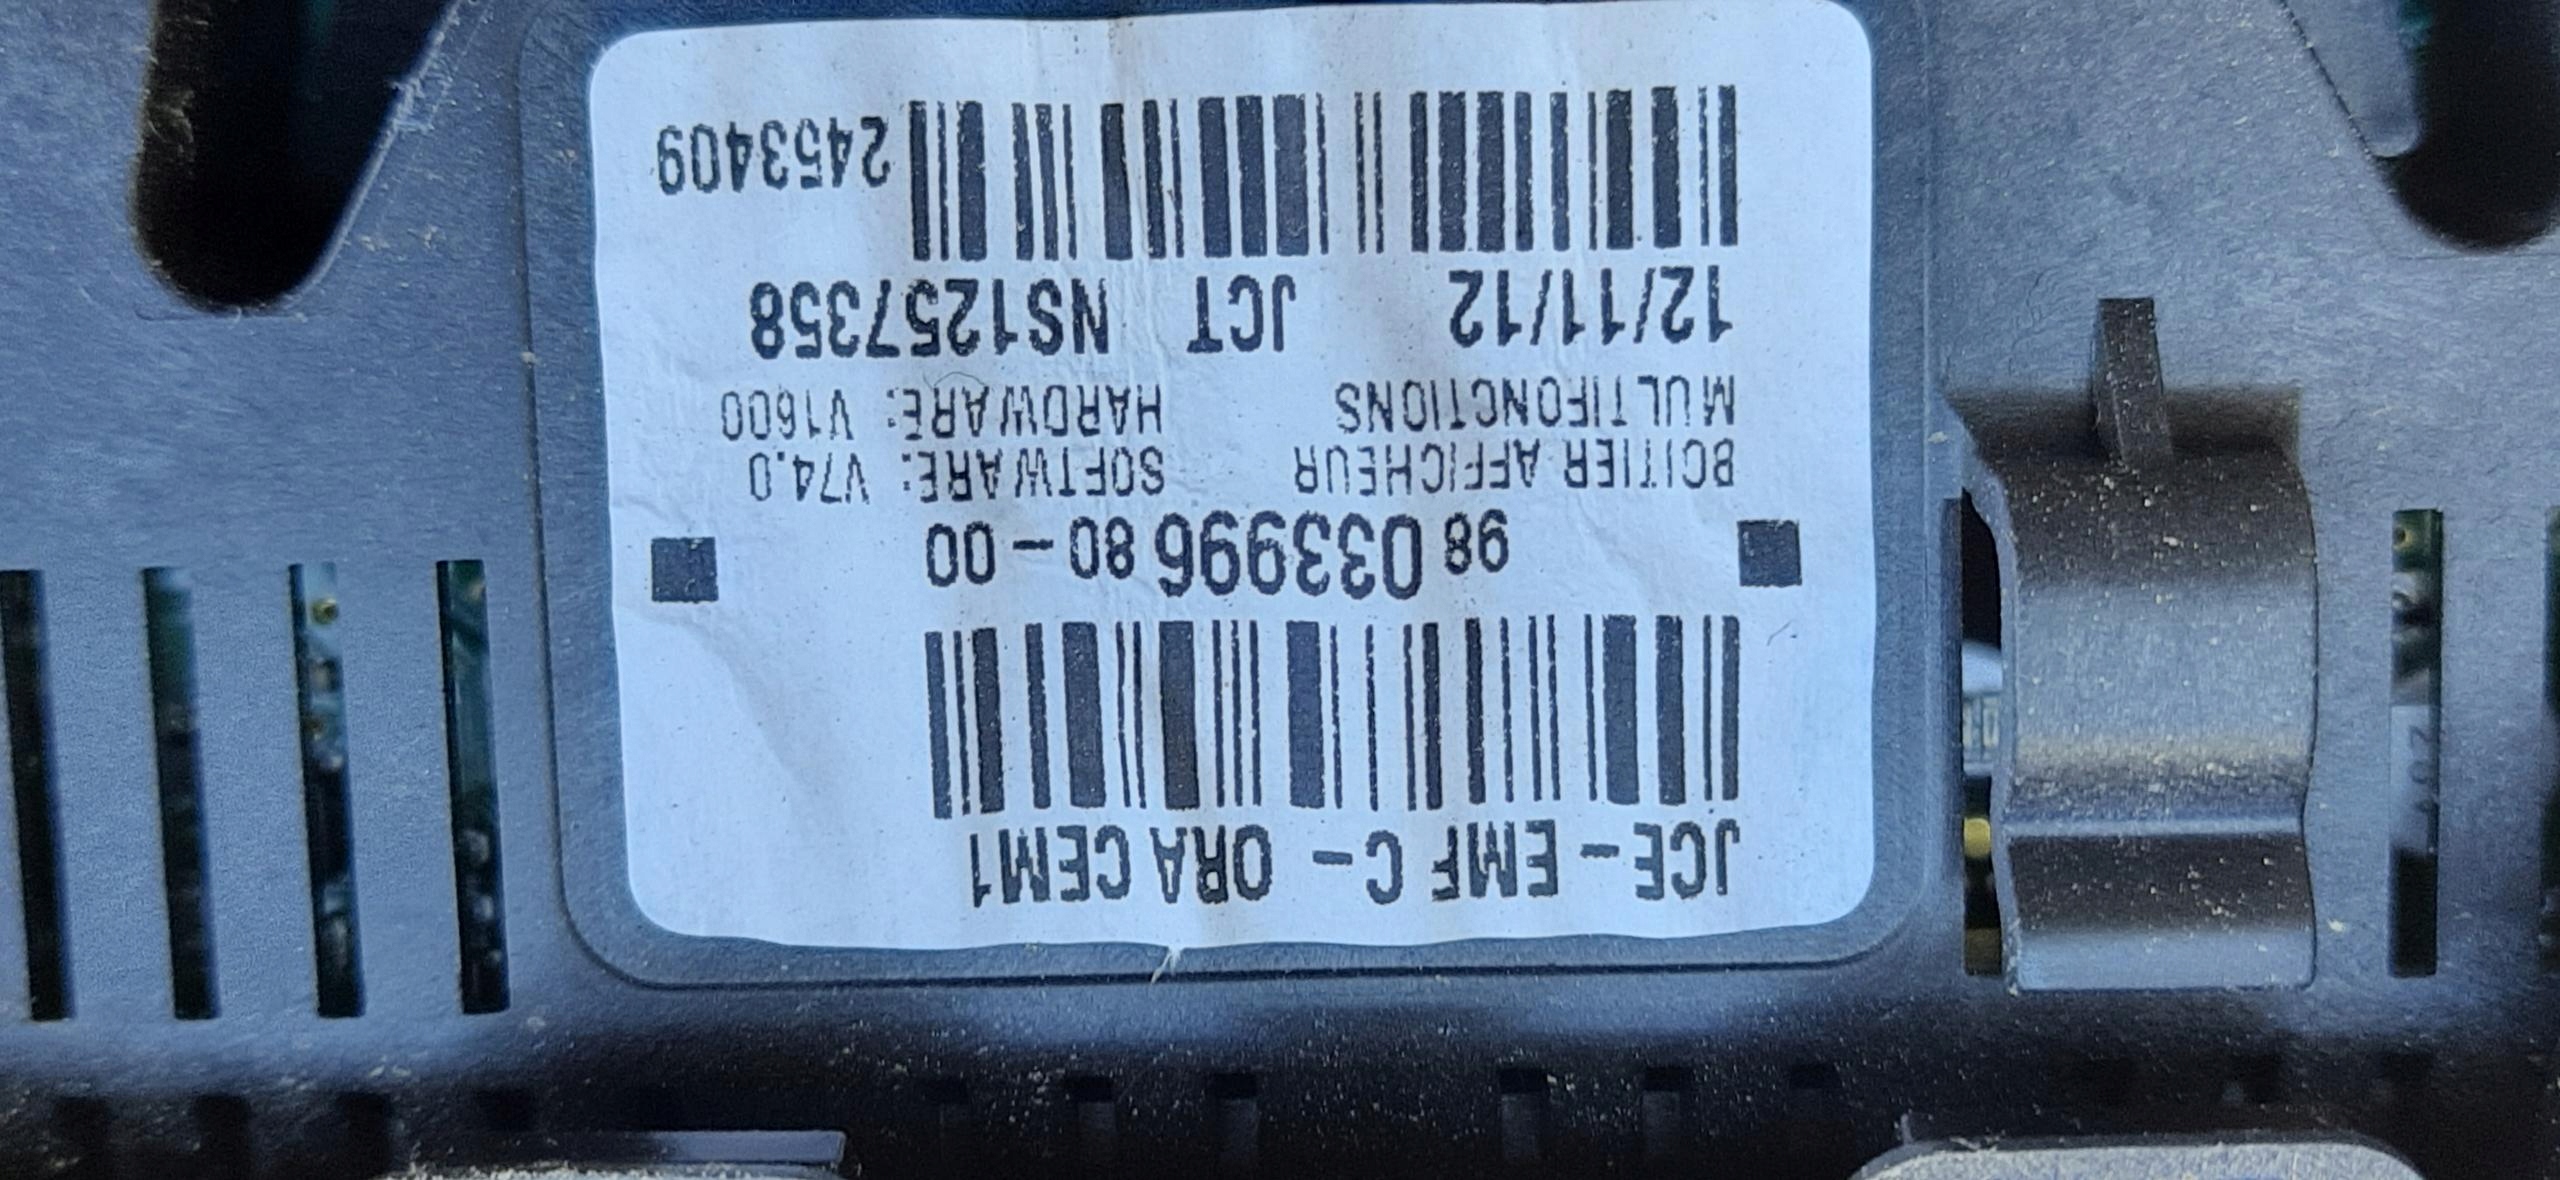 JCE- EMF C- ORA CEM1
98 033996 80-00
BOITIER AFFICHEUR SOFTWARE: V74.0
MULTIFONCTIONS HARDWARE: V1600
12/11/12 JCT NS1257358
2453409